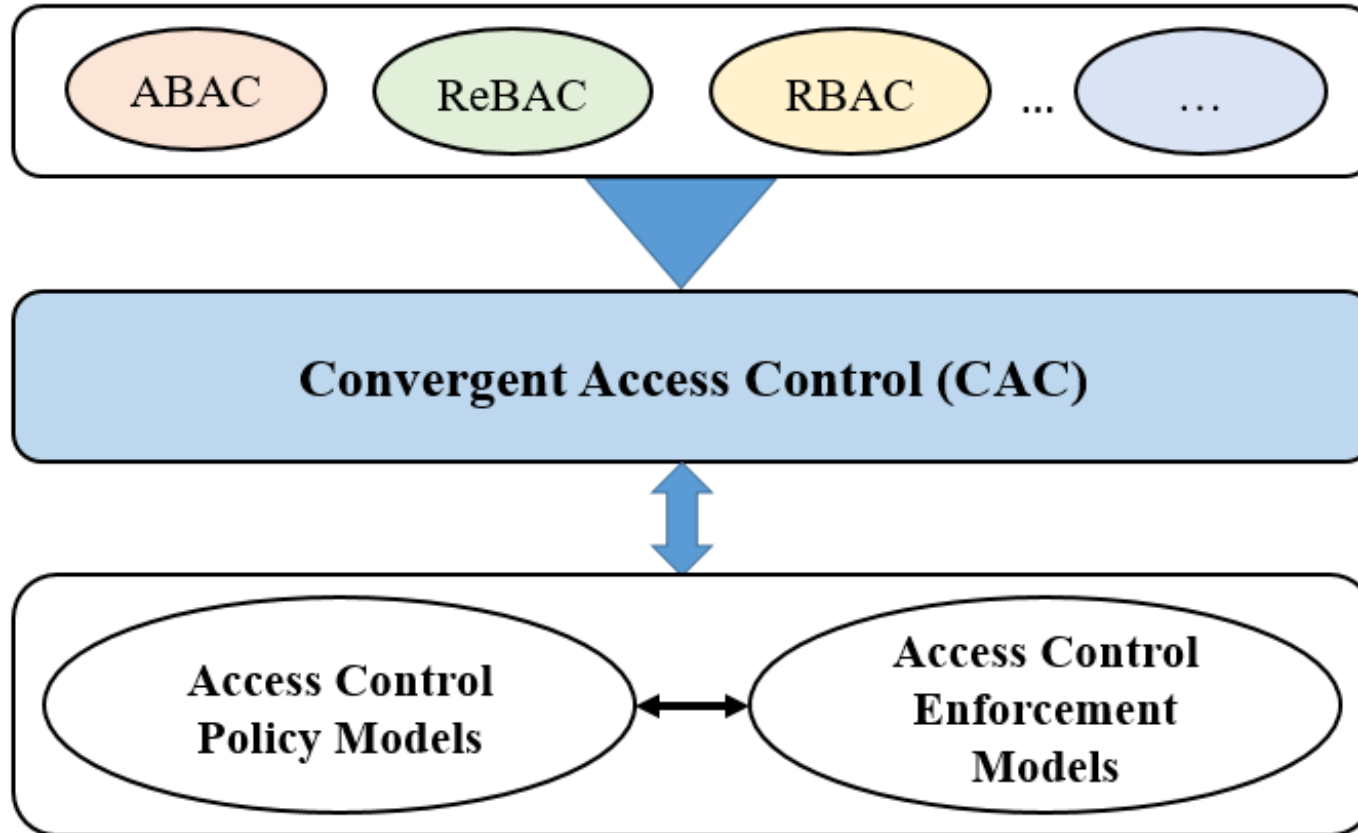 ABAC
ReBAC
RBAC
...
...
Convergent Access Control (CAC)
Access Control
Policy Models
Access Control
Enforcement
Models